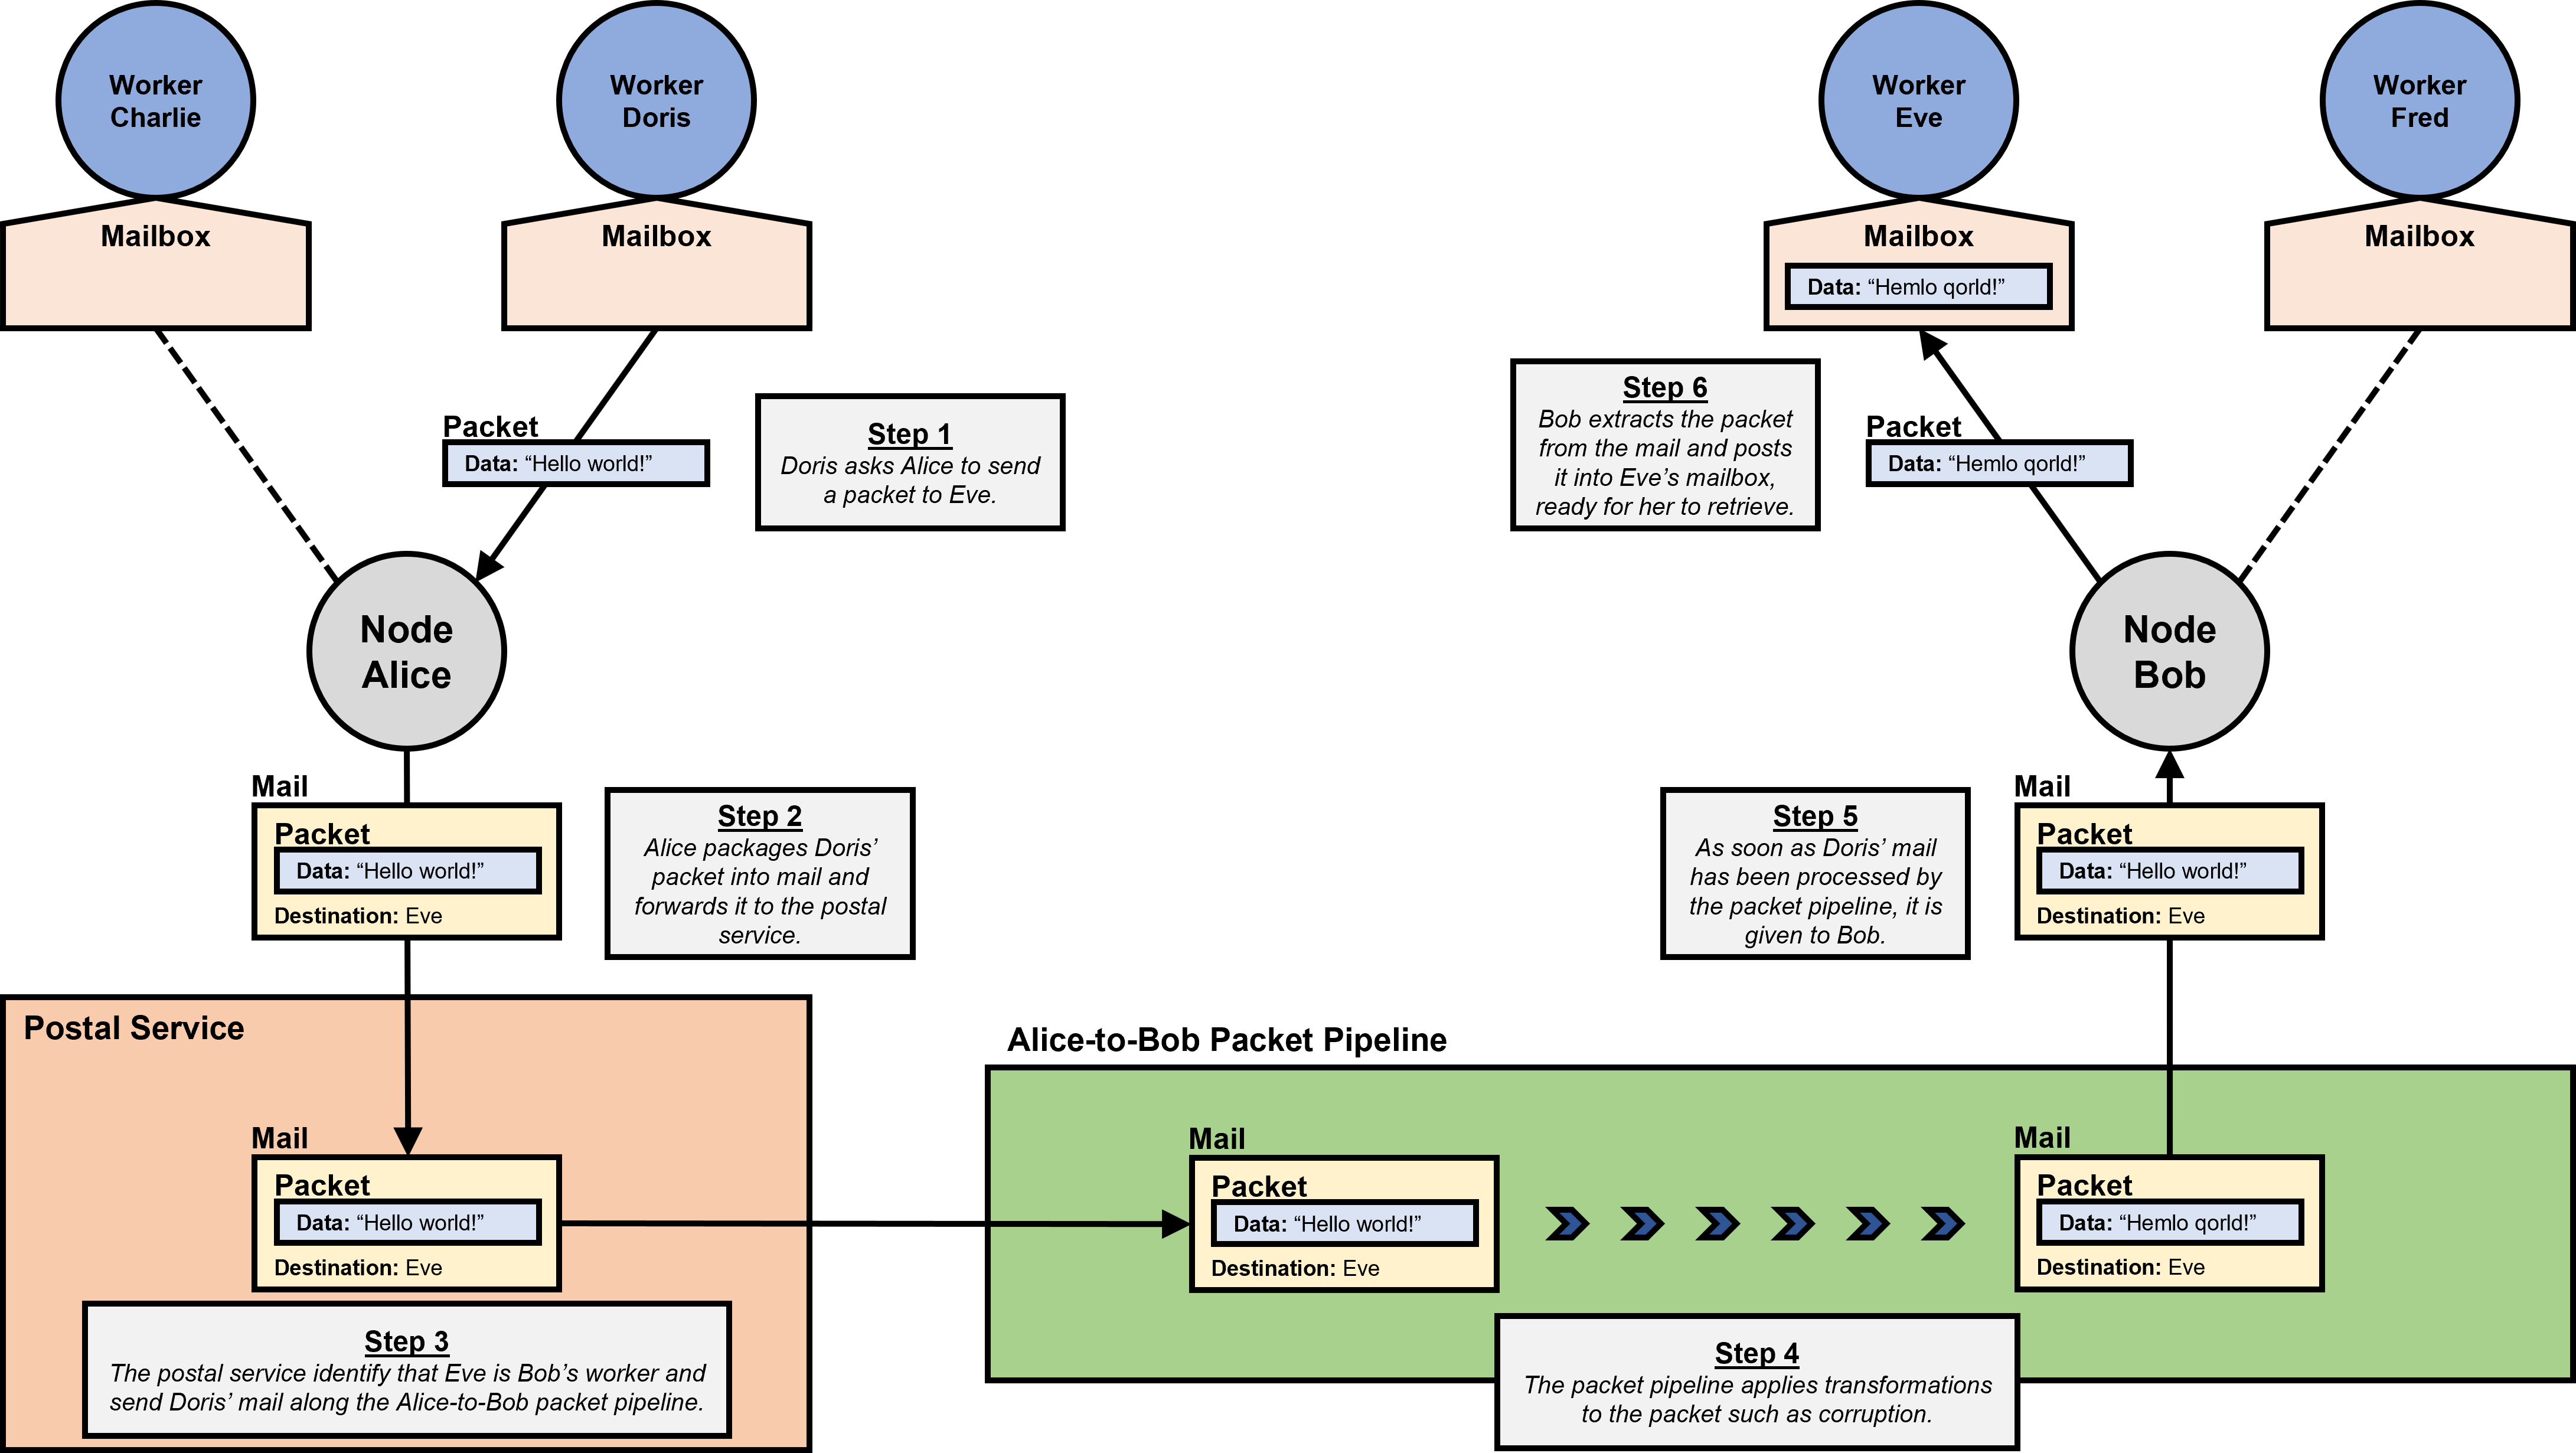 Worker
Charlie
Mailbox
Worker
Doris
Mailbox
Worker
Eve
Mailbox
Data: “Hemlo qorld!”
Worker
Fred
Mailbox
Packet
Data: “Hello world!”
Step 1
Doris asks Alice to send
a packet to Eve.
Step 6
Bob extracts the packet
from the mail and posts
it into Eve’s mailbox,
ready for her to retrieve.
Packet
Data: “Hemlo qorld!”
Node
Alice
Node
Bob
Mail
Packet
Data: “Hello world!”
Destination: Eve
Step 2
Alice packages Doris’
packet into mail and
forwards it to the postal
service.
Step 5
As soon as Doris’ mail
has been processed by
the packet pipeline, it is
given to Bob.
Mail
Packet
Data: “Hello world!”
Destination: Eve
Postal Service
Mail
Packet
Data: “Hello world!”
Destination: Eve
Step 3
The postal service identify that Eve is Bob’s worker and
send Doris’ mail along the Alice-to-Bob packet pipeline.
Alice-to-Bob Packet Pipeline
Mail
Packet
Data: “Hello world!”
Destination: Eve
Mail
Packet
Data: “Hemlo qorld!”
Destination: Eve
Step 4
The packet pipeline applies transformations
to the packet such as corruption.